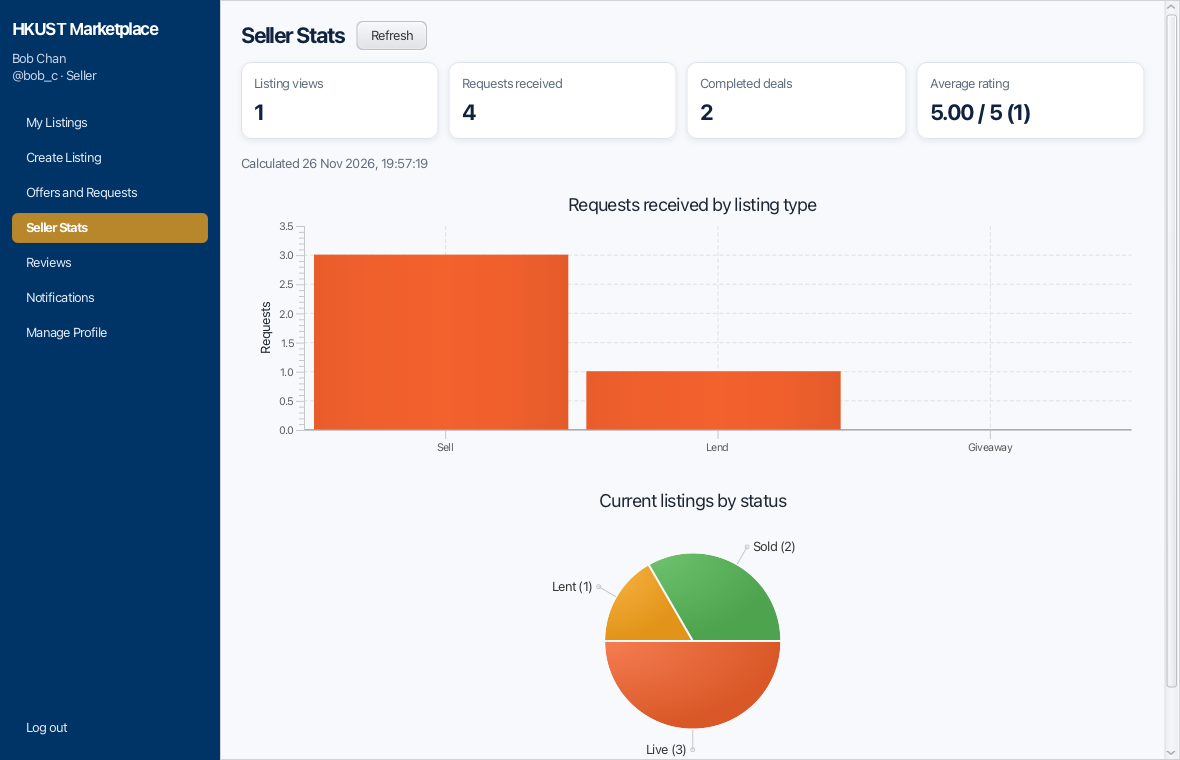 HKUST Marketplace
Bob Chan
@bob_c · Seller
My Listings
Create Listing
Offers and Requests
Seller Stats
Reviews
Notifications
Manage Profile
Log out
Seller Stats
Refresh
Listing views
1
Requests received
4
Completed deals
2
Average rating
5.00 / 5 (1)
Calculated 26 Nov 2026, 19:57:19
Requests received by listing type
Requests
3.5
3.0
2.5
2.0
1.5
1.0
0.5
0.0
Sell
Lend
Giveaway
Current listings by status
Sold (2)
Lent (1)
Live (3)